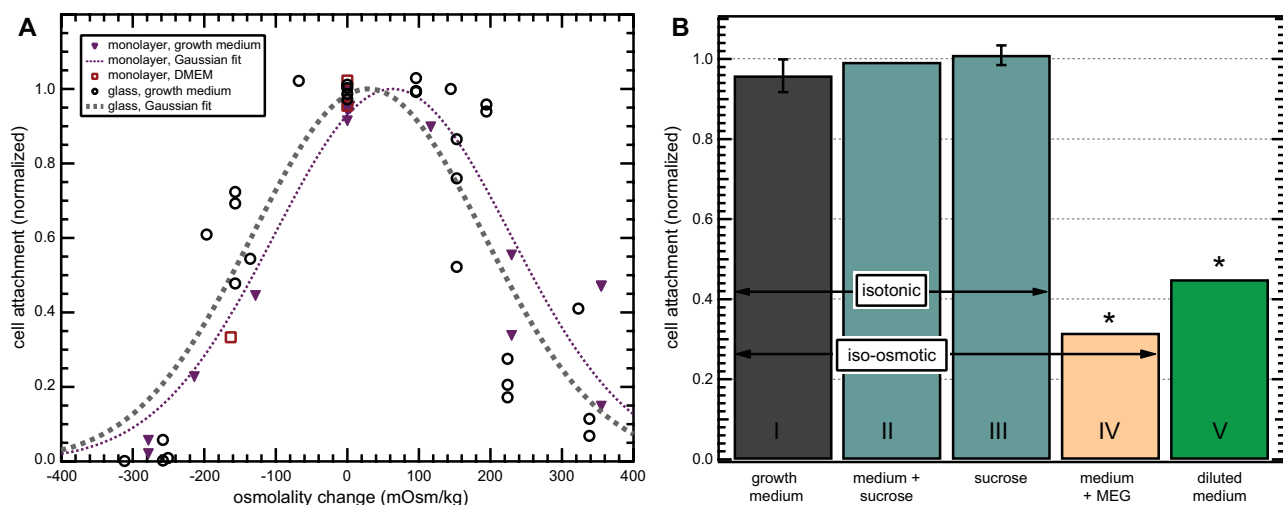 A
monolayer, growth medium
monolayer, Gaussian fit
monolayer, DMEM
glass, growth medium
glass, Gaussian fit
cell attachment (normalized)
1.0
0.8
0.6
0.4
0.2
0.0
-400 -300 -200 -100 0 100 200 300 400
osmolality change (mOsm/kg)
B
cell attachment (normalized)
1.0
0.8
0.6
0.4
0.2
0.0
isotonic
iso-osmotic
* *
I II III IV V
growth medium + sucrose medium diluted
medium sucrose + MEG medium